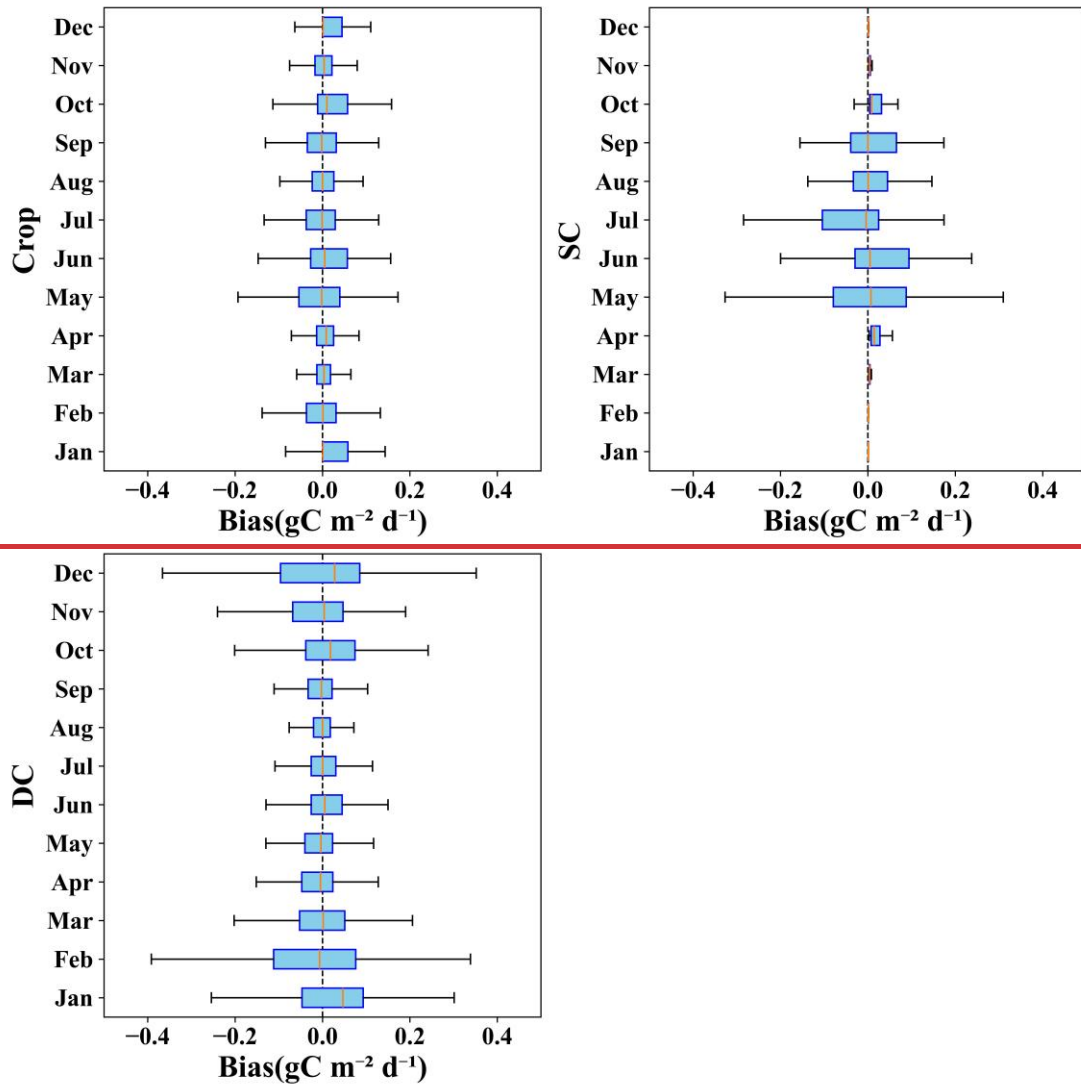 Crop
Dec
Nov
Oct
Sep
Aug
Jul
Jun
May
Apr
Mar
Feb
Jan
−0.4 −0.2 0.0 0.2 0.4
Bias(gC m⁻² d⁻¹)
SC
Dec
Nov
Oct
Sep
Aug
Jul
Jun
May
Apr
Mar
Feb
Jan
−0.4 −0.2 0.0 0.2 0.4
Bias(gC m⁻² d⁻¹)
DC
Dec
Nov
Oct
Sep
Aug
Jul
Jun
May
Apr
Mar
Feb
Jan
−0.4 −0.2 0.0 0.2 0.4
Bias(gC m⁻² d⁻¹)